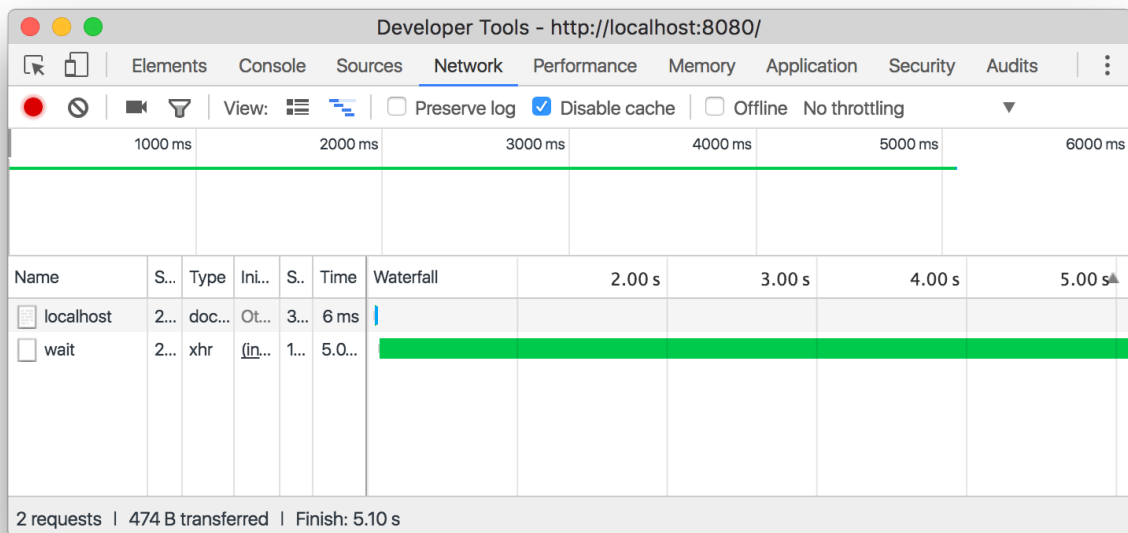 Developer Tools - http://localhost:8080/
Elements Console Sources Network Performance Memory Application Security Audits
View: Preserve log Disable cache Offline No throttling
1000 ms 2000 ms 3000 ms 4000 ms 5000 ms 6000 ms
Name S... Type Ini... S.. Time Waterfall 2.00 s 3.00 s 4.00 s 5.00 s
localhost 2... doc... Ot... 3... 6 ms
wait 2... xhr (in... 1... 5.0...
2 requests | 474 B transferred | Finish: 5.10 s